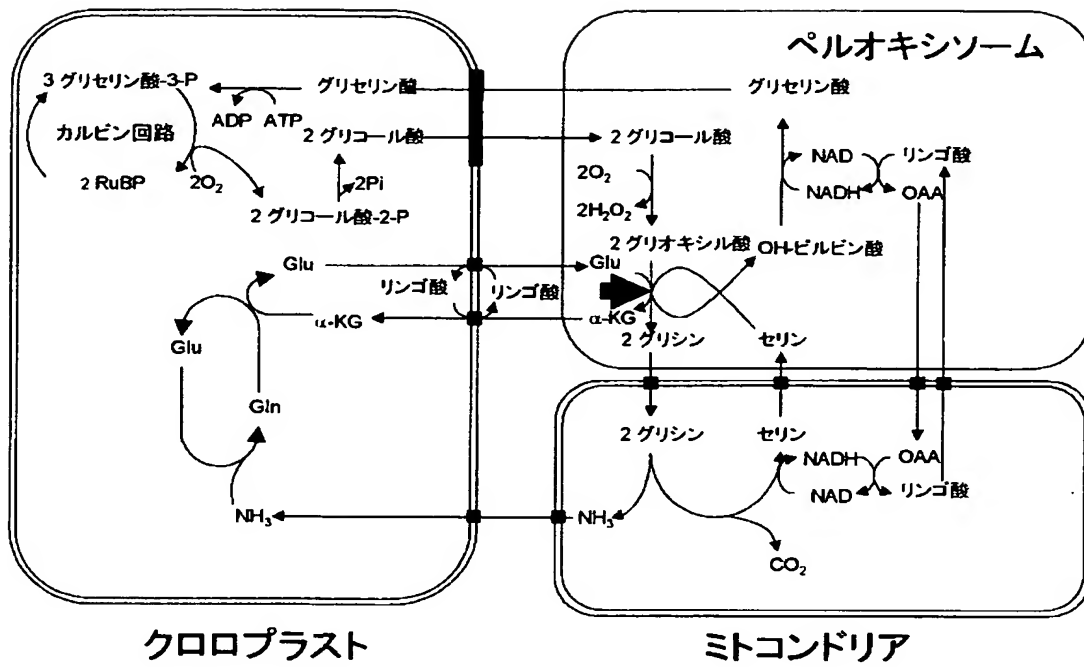 ペルオキシソーム
3 グリセリン酸-3-P
グリセリン酸
グリセリン酸
ADP ATP
カルビン回路
2 グリコール酸
2 グリコール酸
2 RuBP
2O₂
2Pi
2 グリコール酸-2-P
2O₂
2H₂O₂
NAD
リンゴ酸
NADH
OAA
2 グリオキシル酸
OH-ピルビン酸
Glu
Glu
リンゴ酸
リンゴ酸
α-KG
α-KG
Glu
2 グリシン
セリン
Gln
2 グリシン
セリン
NADH
OAA
NAD
リンゴ酸
NH₃
NH₃
CO₂
クロロプラスト
ミトコンドリア